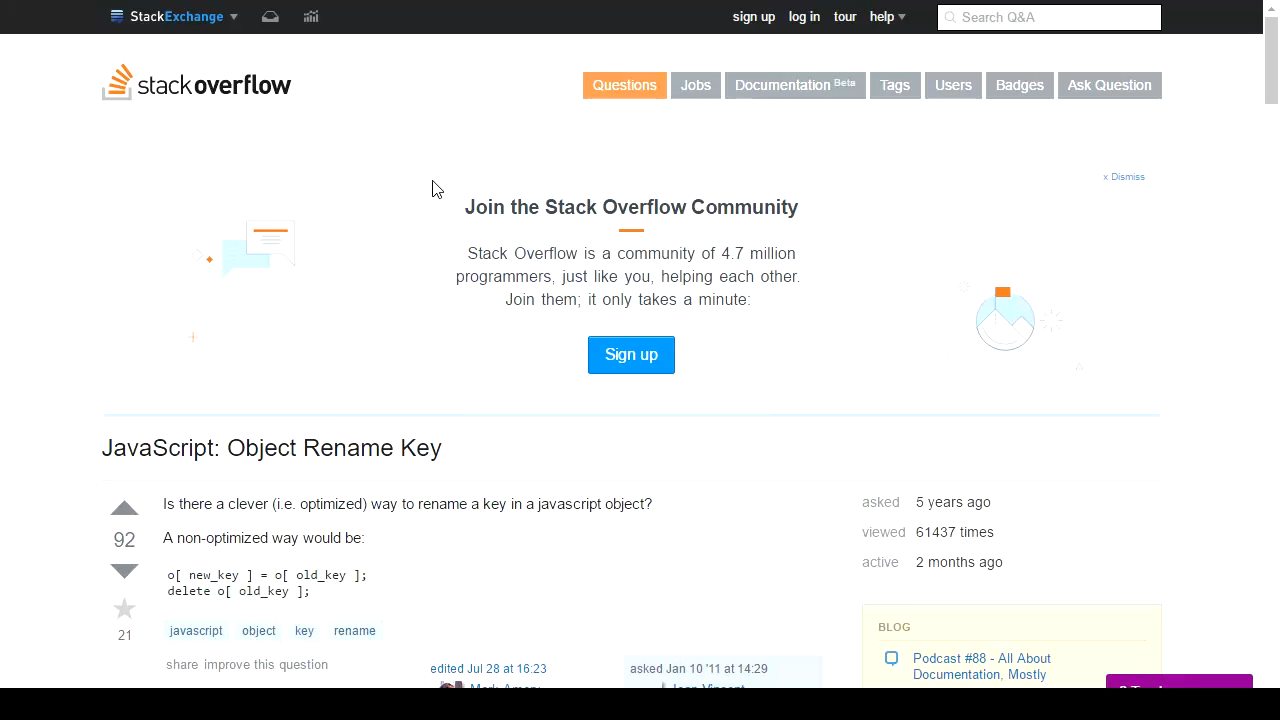 StackExchange sign up log in tour help Search Q&A
stackoverflow Questions Jobs Documentation Beta Tags Users Badges Ask Question
x Dismiss
Join the Stack Overflow Community
Stack Overflow is a community of 4.7 million
programmers, just like you, helping each other.
Join them; it only takes a minute:
Sign up
JavaScript: Object Rename Key
Is there a clever (i.e. optimized) way to rename a key in a javascript object?
92
A non-optimized way would be:
o[ new_key ] = o[ old_key ];
delete o[ old_key ];
21
javascript object key rename
share improve this question
edited Jul 28 at 16:23
asked Jan 10 '11 at 14:29
asked 5 years ago
viewed 61437 times
active 2 months ago
BLOG
Podcast #88 - All About
Documentation, Mostly